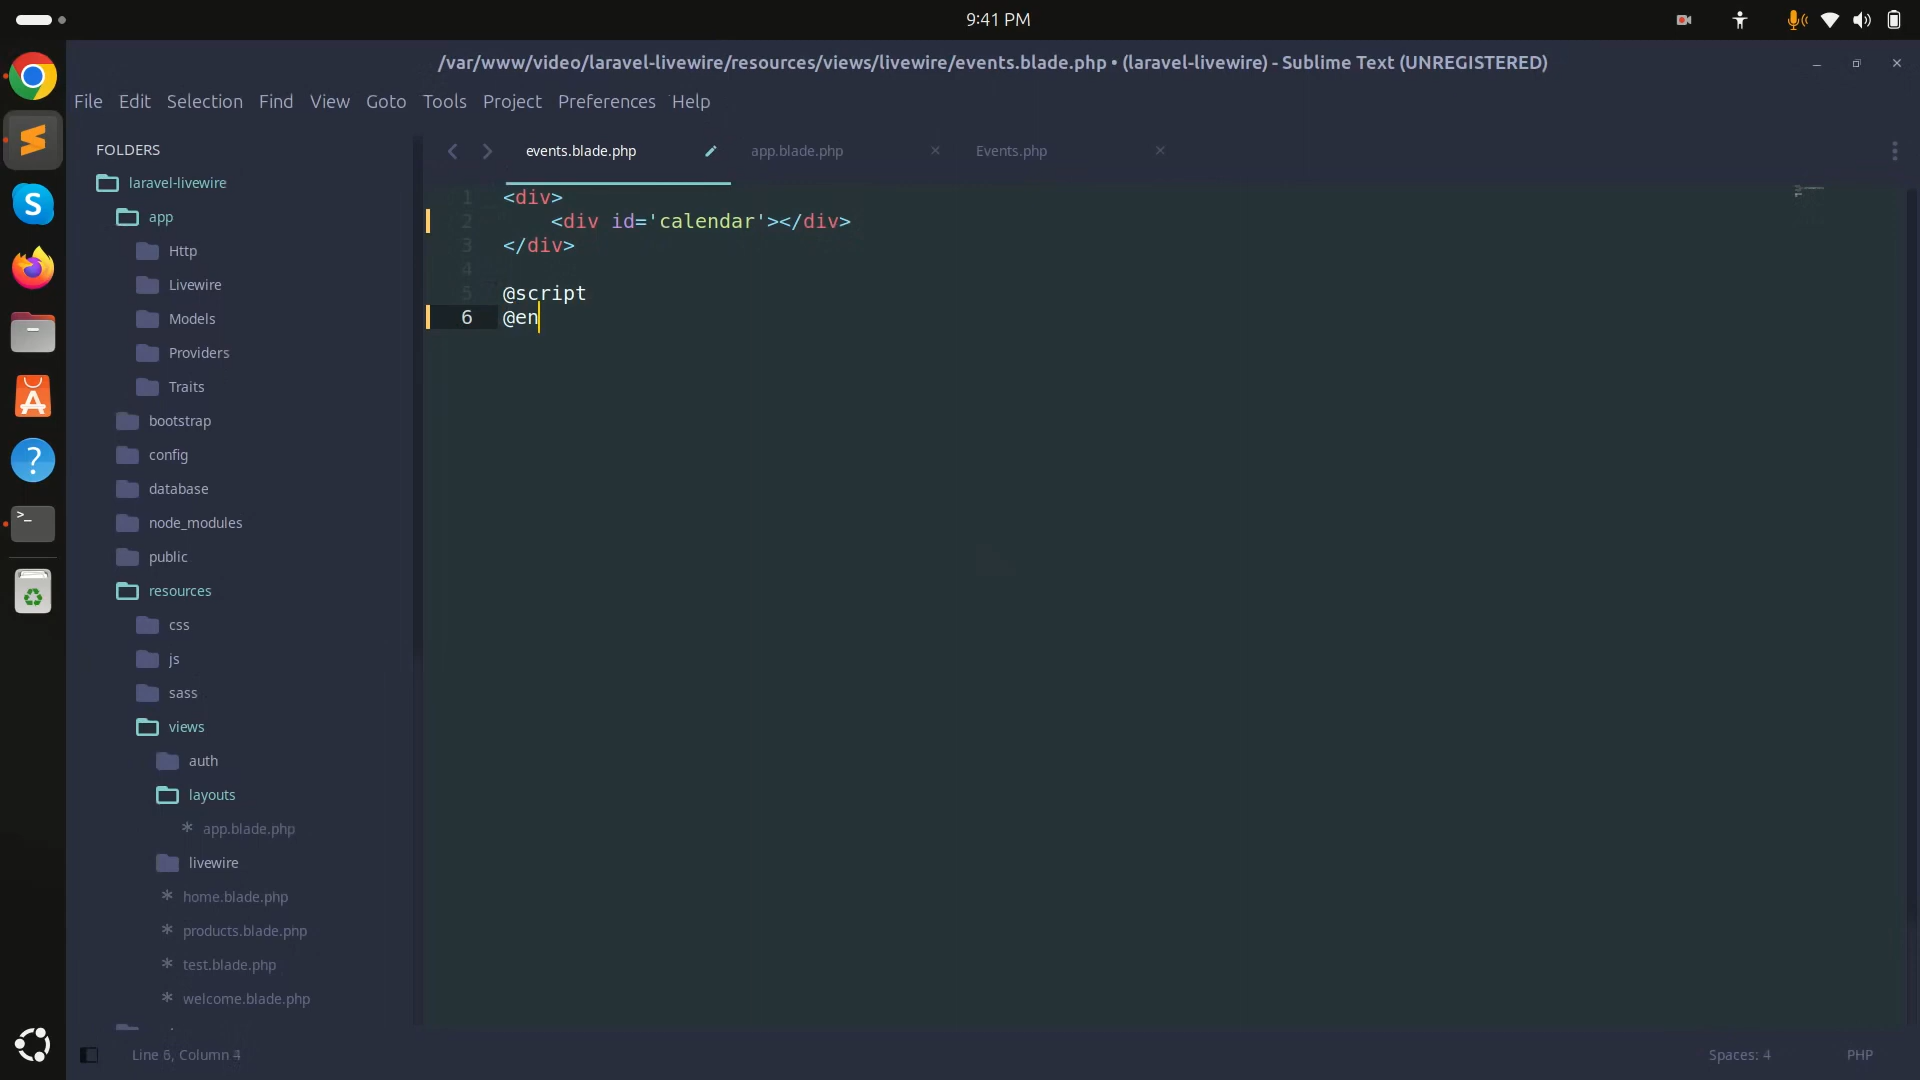 9:41 PM
/var/www/video/laravel-livewire/resources/views/livewire/events.blade.php • (laravel-livewire) - Sublime Text (UNREGISTERED)
File Edit Selection Find View Goto Tools Project Preferences Help
FOLDERS
laravel-livewire
app
Http
Livewire
Models
Providers
Traits
bootstrap
config
database
node_modules
public
resources
css
js
sass
views
auth
layouts
app.blade.php
livewire
home.blade.php
products.blade.php
test.blade.php
welcome.blade.php
events.blade.php app.blade.php Events.php
1 <div>
2 <div id='calendar'></div>
3 </div>
4
5 @script
6 @en
Line 6, Column 4
Spaces: 4 PHP